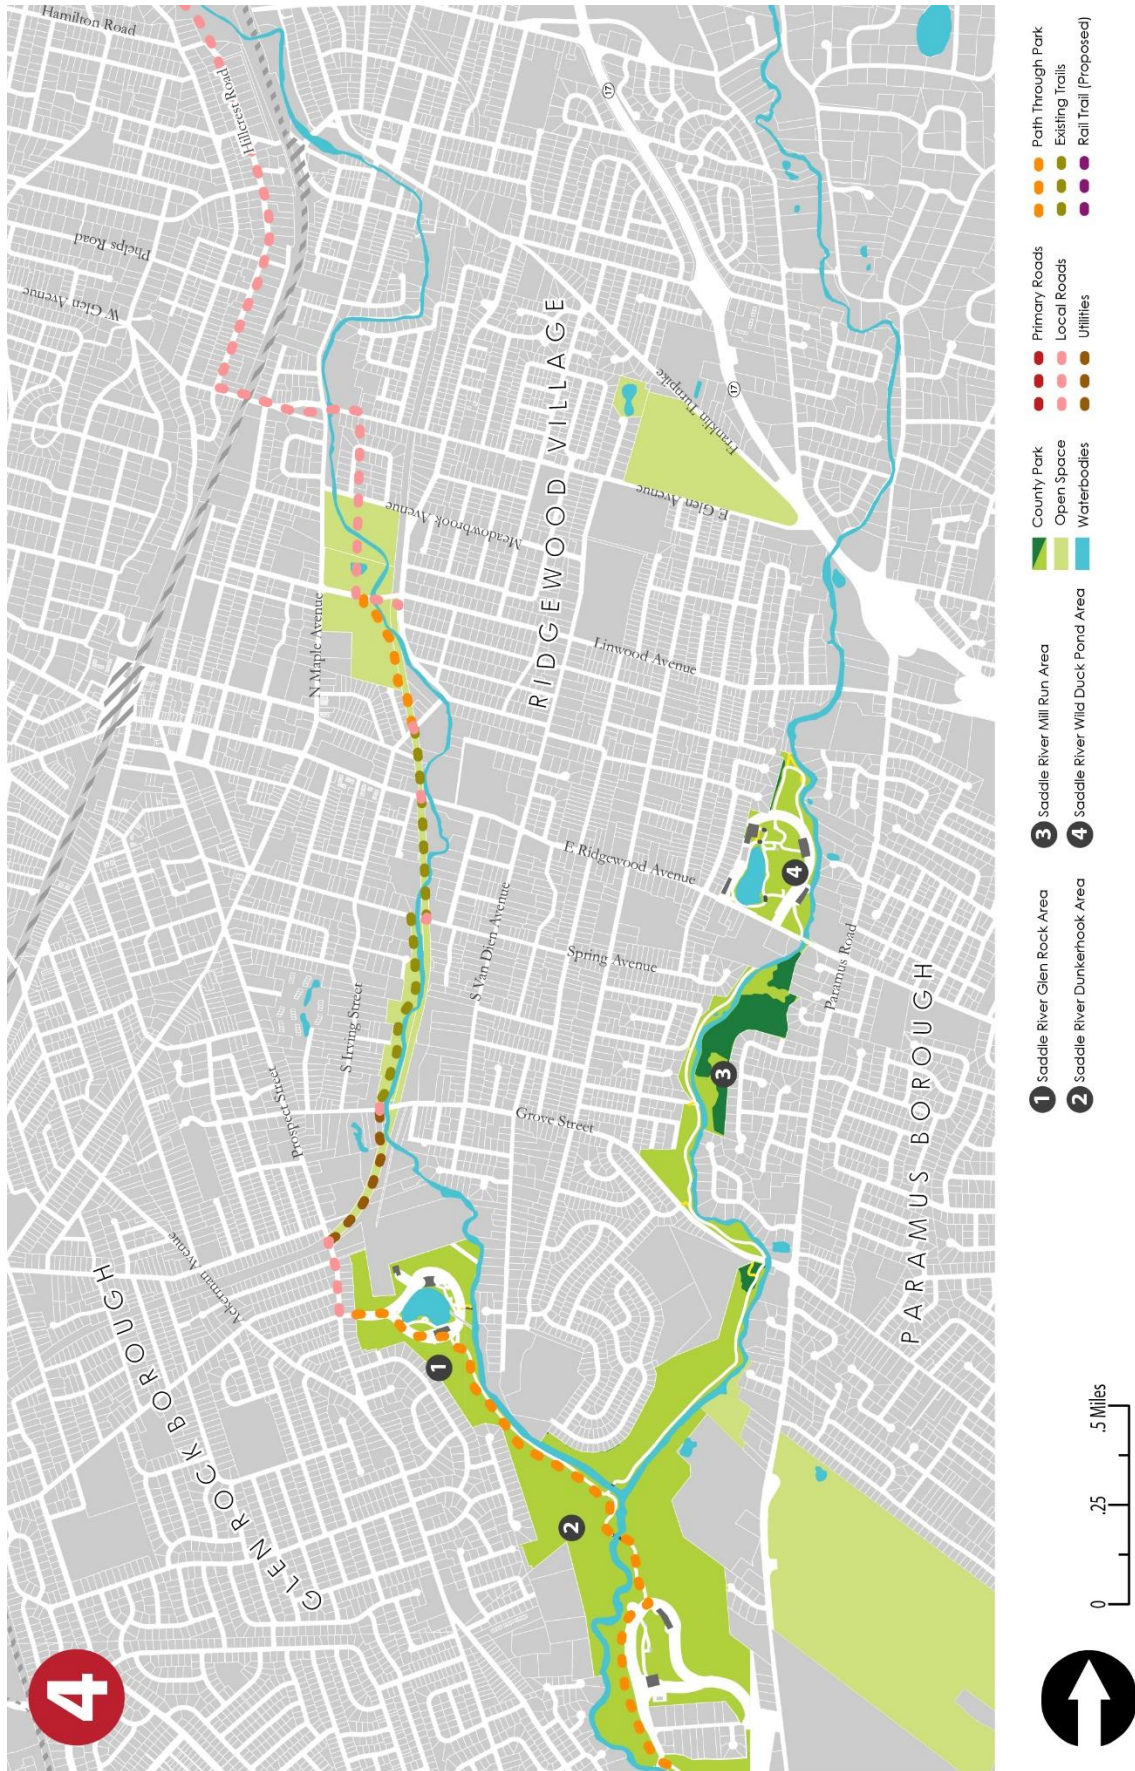 4
Hamilton Road
Hillcrest Road
Phelps Road
W Glen Avenue
17
RIDGEWOOD VILLAGE
Franklin Turnpike
17
E Glen Avenue
Meadowbrook Avenue
N Maple Avenue
Linwood Avenue
E Ridgewood Avenue
S Van Dien Avenue
Spring Avenue
S Irving Street
Prospect Street
Grove Street
Paramus Road
Ackerman Avenue
GLEN ROCK BOROUGH
PARAMUS BOROUGH
1
2
3
4
0 .25 .5 Miles
1 Saddle River Glen Rock Area
2 Saddle River Dunkerhook Area
3 Saddle River Mill Run Area
4 Saddle River Wild Duck Pond Area
County Park
Open Space
Waterbodies
Primary Roads
Local Roads
Utilities
Path Through Park
Existing Trails
Rail Trail (Proposed)